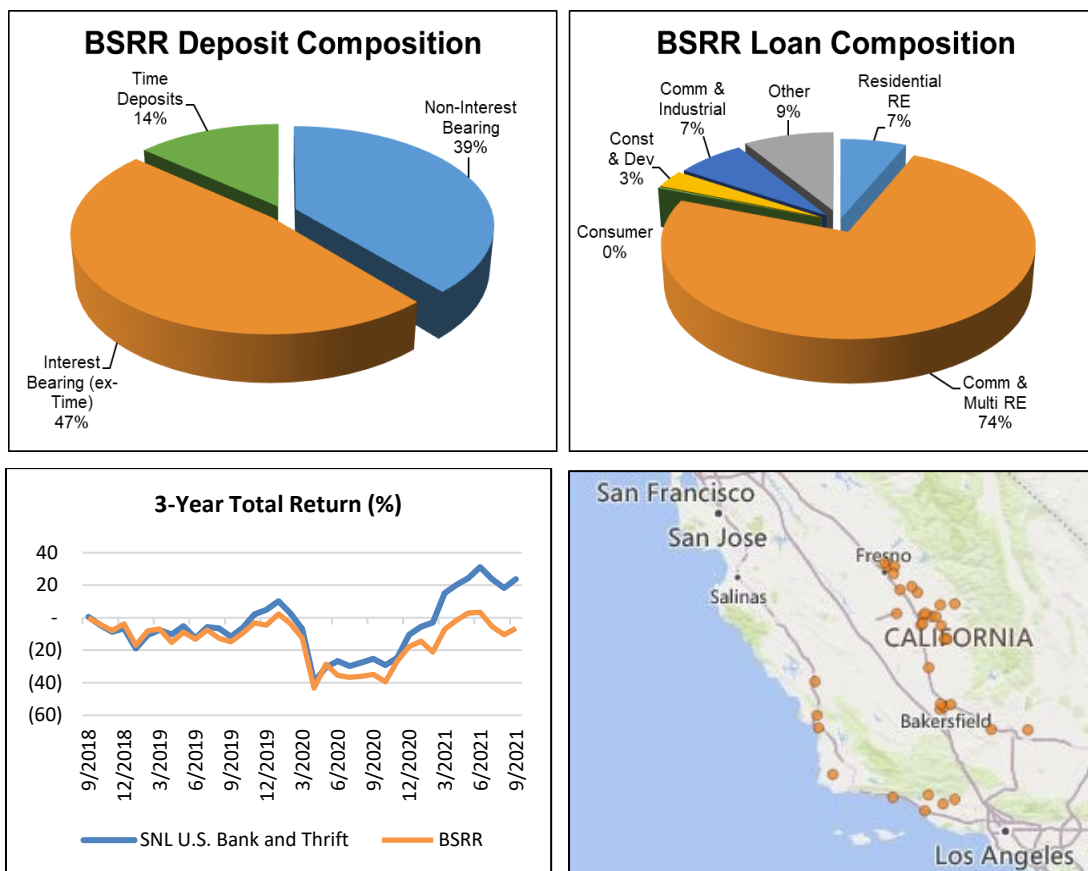 BSRR Deposit Composition
Time
Deposits
14%
Non-Interest
Bearing
39%
Interest
Bearing (ex-
Time)
47%
BSRR Loan Composition
Residential
RE
7%
Other
9%
Comm &
Industrial
7%
Const
& Dev
3%
Consumer
0%
Comm &
Multi RE
74%
3-Year Total Return (%)
40
20
-
(20)
(40)
(60)
9/2018
12/2018
3/2019
6/2019
9/2019
12/2019
3/2020
6/2020
9/2020
12/2020
3/2021
6/2021
9/2021
SNL U.S. Bank and Thrift
BSRR
San Francisco
San Jose
Salinas
Fresno
CALIFORNIA
Bakersfield
Los Angeles